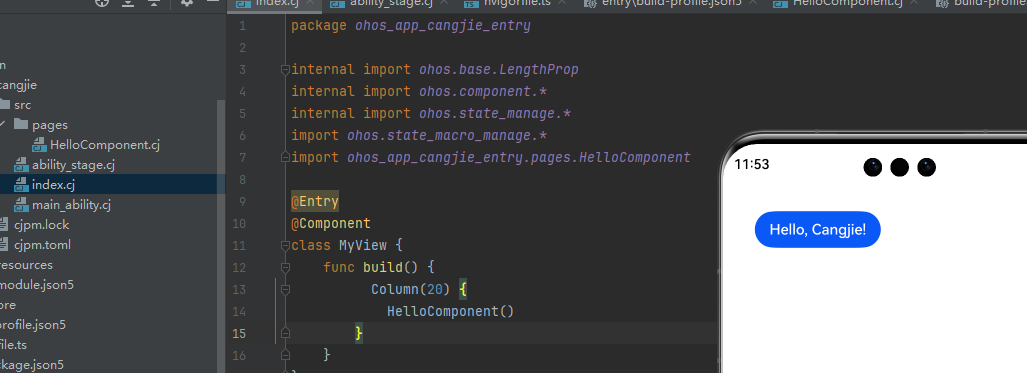 index.cj
ability_stage.cj
hvigorfile.ts
entry\build-profile.json5
HelloComponent.cj
build-profi
n
cangjie
src
pages
HelloComponent.cj
ability_stage.cj
index.cj
main_ability.cj
cjpm.lock
cjpm.toml
resources
module.json5
ore
profile.json5
file.ts
ckage.json5
1 package ohos_app_cangjie_entry
2
3 internal import ohos.base.LengthProp
4 internal import ohos.component.*
5 internal import ohos.state_manage.*
6 import ohos.state_macro_manage.*
7 import ohos_app_cangjie_entry.pages.HelloComponent
8
9 @Entry
10 @Component
11 class MyView {
12 func build() {
13 Column(20) {
14 HelloComponent()
15 }
16 }
11:53
Hello, Cangjie!